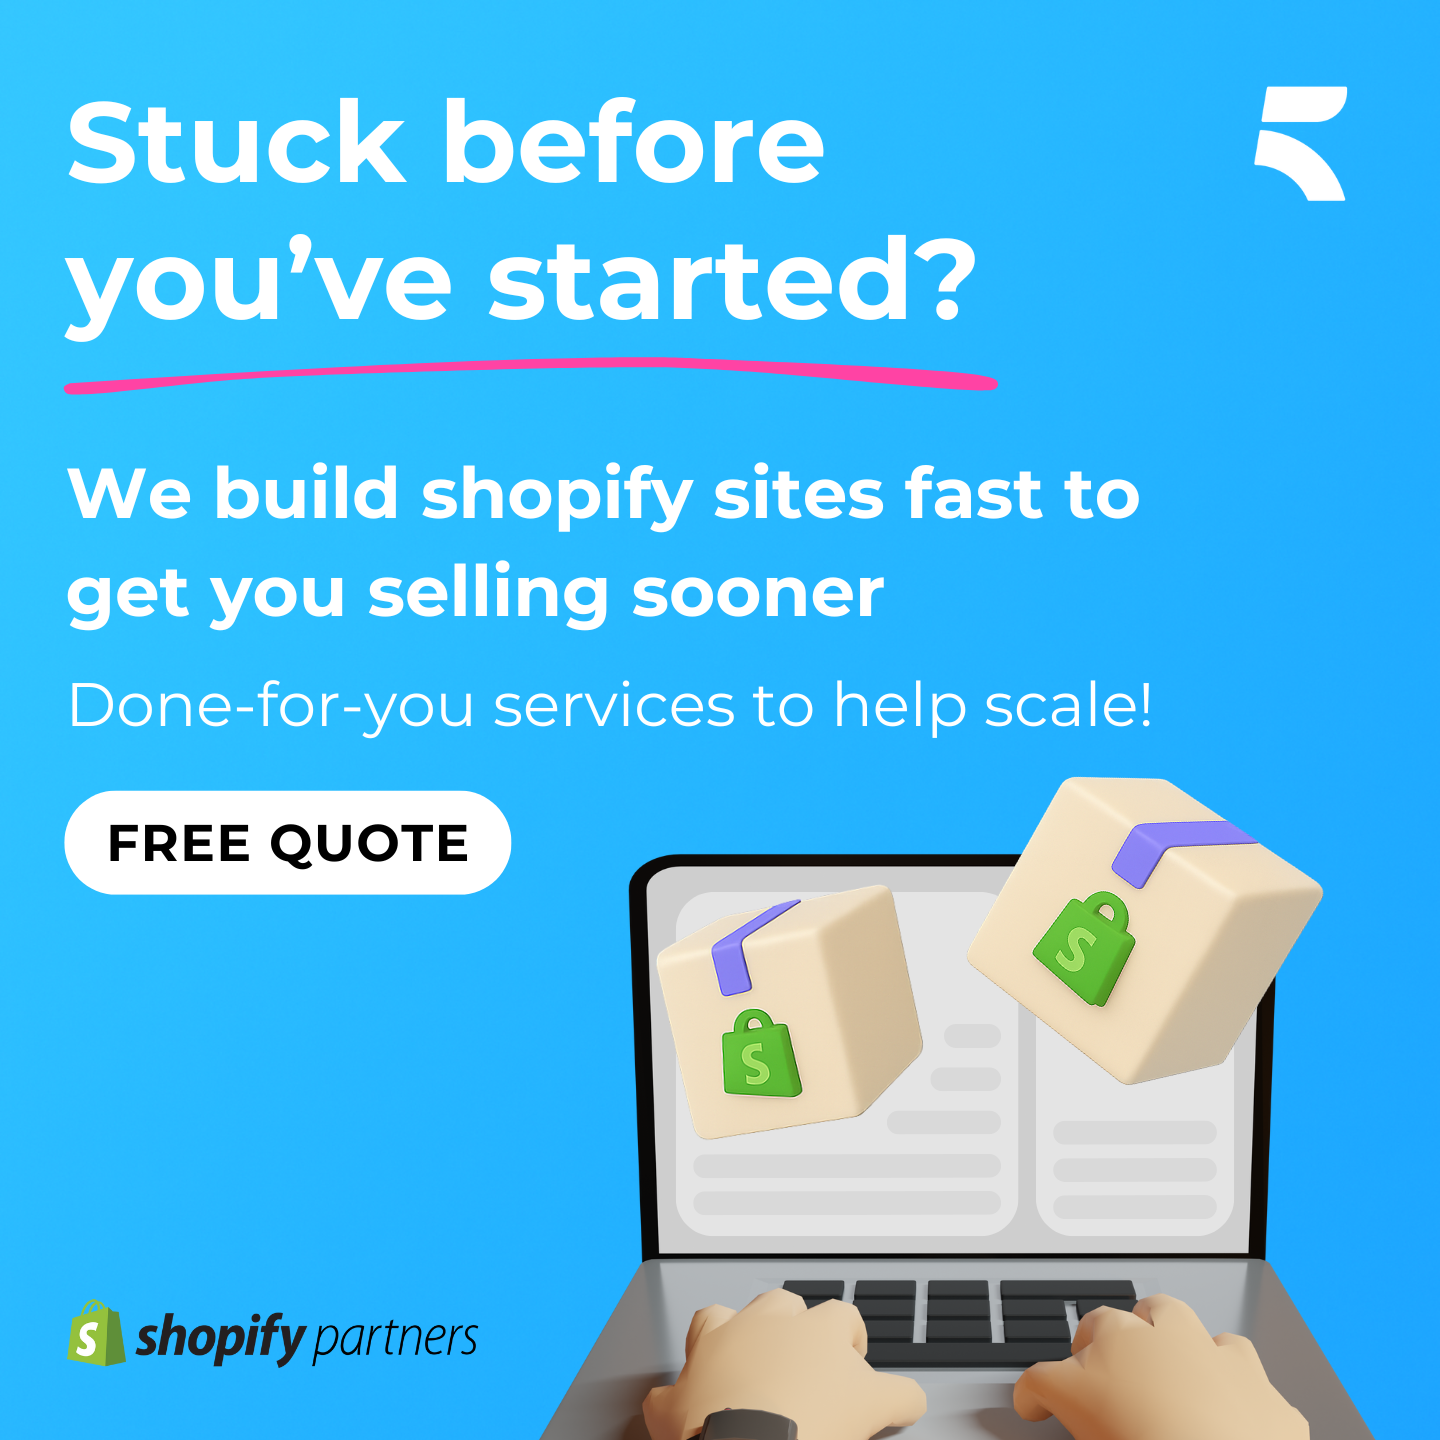 Stuck before
you’ve started?
We build shopify sites fast to
get you selling sooner
Done-for-you services to help scale!
FREE QUOTE
S
S
S shopify partners